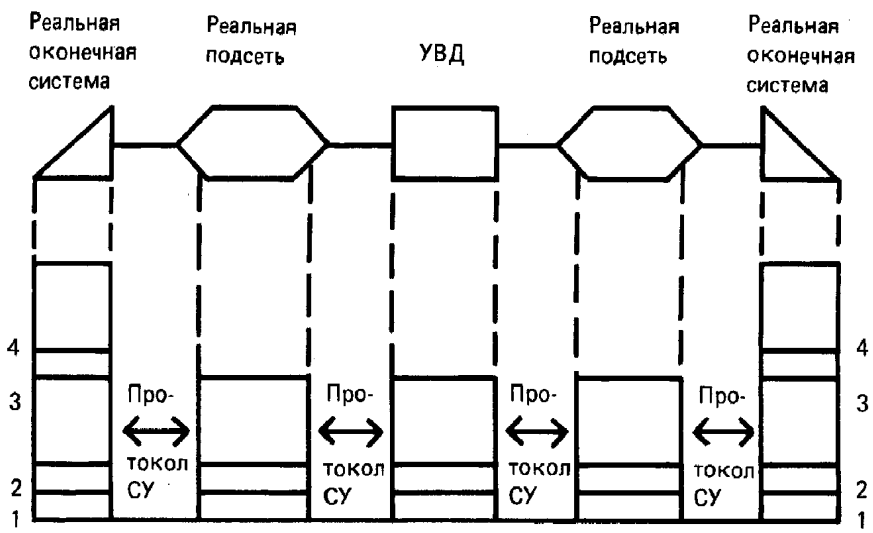 Реальная
оконечная
система
Реальная
подсеть
УВД
Реальная
подсеть
Реальная
оконечная
система
4
3
2
1
Про-
токол
СУ
Про-
токол
СУ
Про-
токол
СУ
Про-
токол
СУ
4
3
2
1